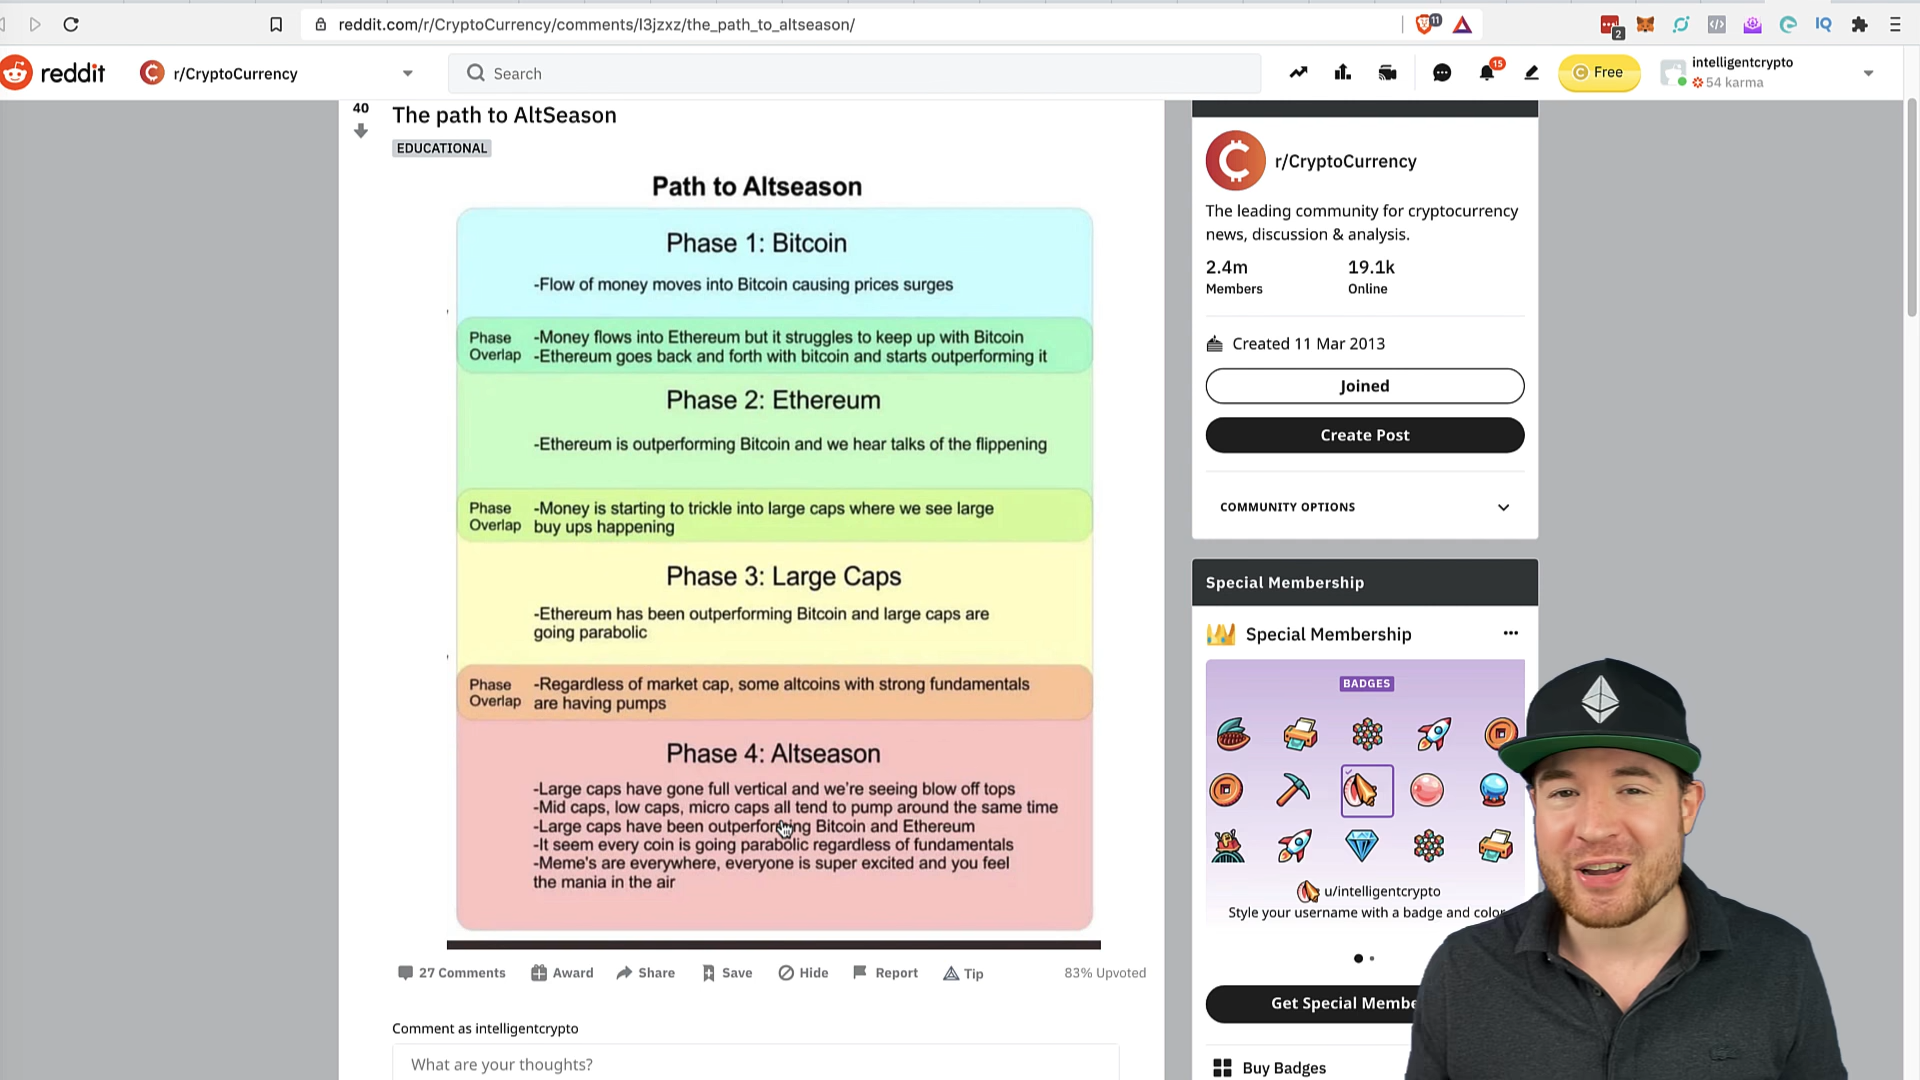 reddit.com/r/CryptoCurrency/comments/l3jzxz/the_path_to_altseason/
11
2
IQ
reddit
r/CryptoCurrency
Search
15
Free
intelligentcrypto
54 karma
40
The path to AltSeason
EDUCATIONAL
Path to Altseason
Phase 1: Bitcoin
-Flow of money moves into Bitcoin causing prices surges
Phase Overlap
-Money flows into Ethereum but it struggles to keep up with Bitcoin
-Ethereum goes back and forth with bitcoin and starts outperforming it
Phase 2: Ethereum
-Ethereum is outperforming Bitcoin and we hear talks of the flippening
Phase Overlap
-Money is starting to trickle into large caps where we see large
buy ups happening
Phase 3: Large Caps
-Ethereum has been outperforming Bitcoin and large caps are
going parabolic
Phase Overlap
-Regardless of market cap, some altcoins with strong fundamentals
are having pumps
Phase 4: Altseason
-Large caps have gone full vertical and we're seeing blow off tops
-Mid caps, low caps, micro caps all tend to pump around the same time
-Large caps have been outperforming Bitcoin and Ethereum
-It seem every coin is going parabolic regardless of fundamentals
-Meme's are everywhere, everyone is super excited and you feel
the mania in the air
27 Comments
Award
Share
Save
Hide
Report
Tip
83% Upvoted
Comment as intelligentcrypto
What are your thoughts?
r/CryptoCurrency
The leading community for cryptocurrency
news, discussion & analysis.
2.4m
Members
19.1k
Online
Created 11 Mar 2013
Joined
Create Post
COMMUNITY OPTIONS
Special Membership
Special Membership
BADGES
u/intelligentcrypto
Style your username with a badge and color
Get Special Membe
Buy Badges